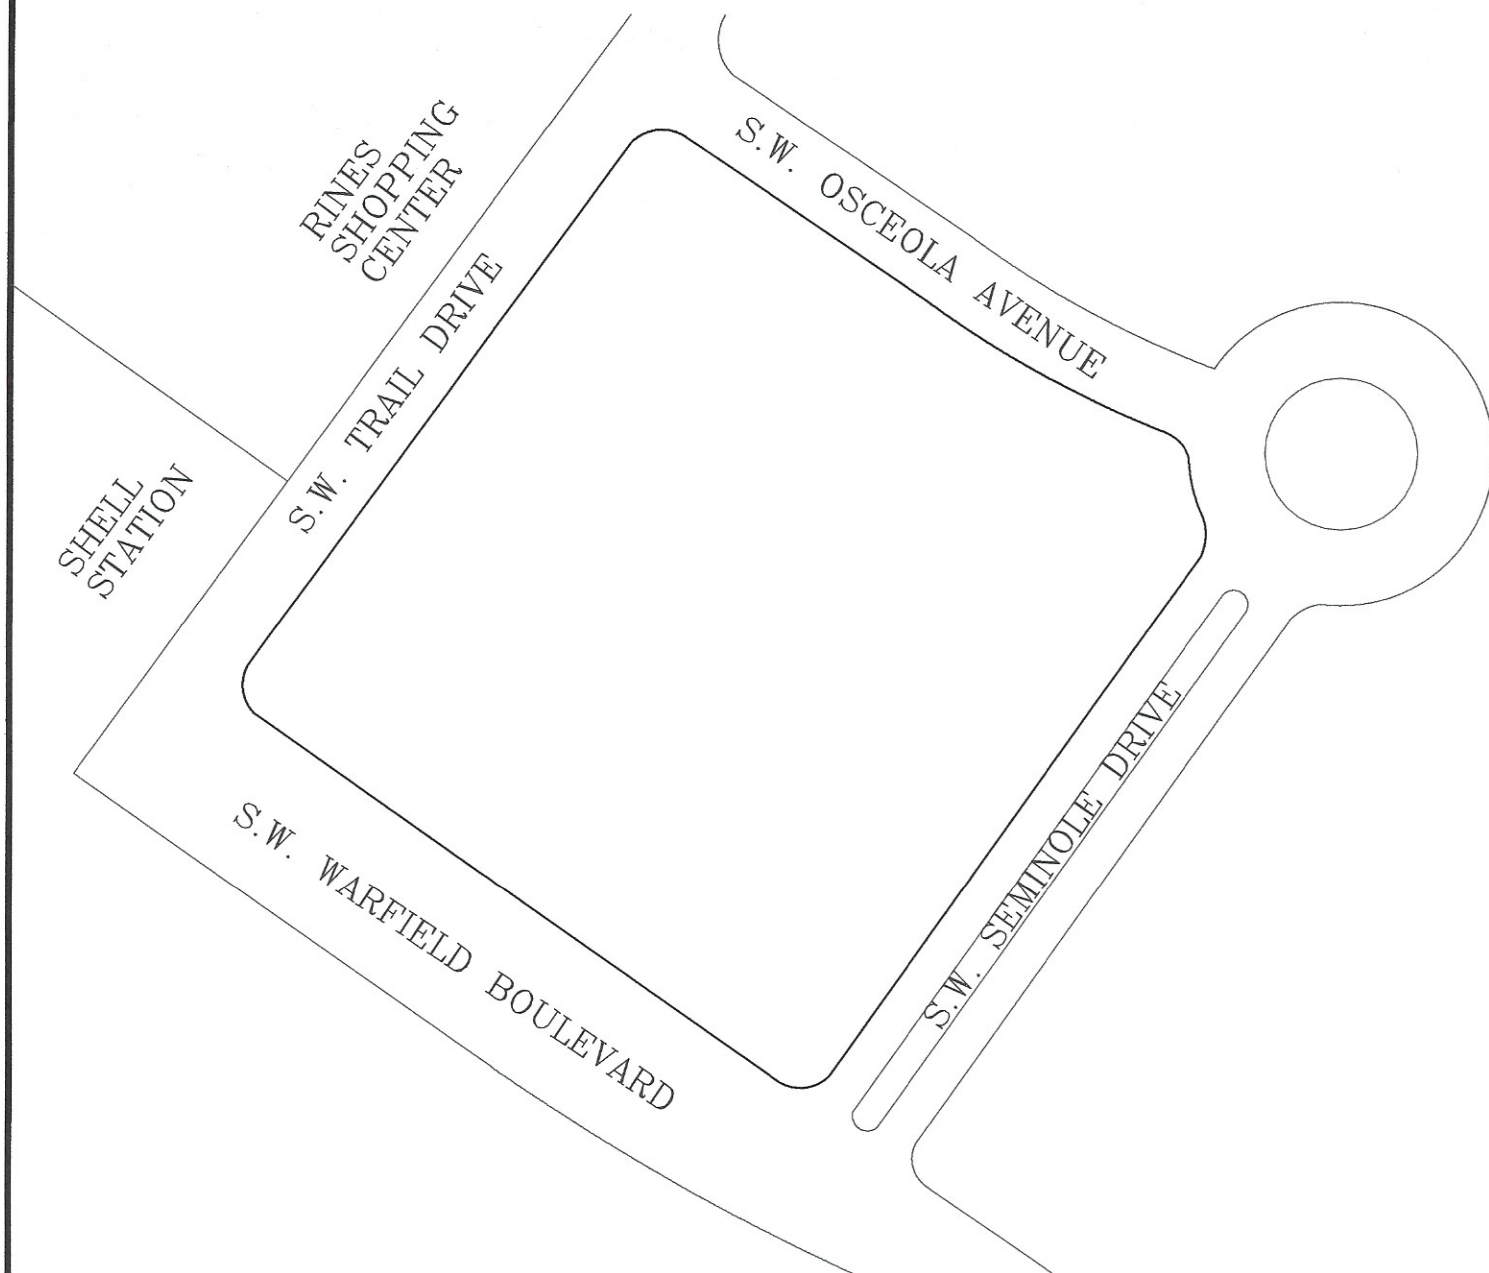 S.W. OSCEOLA AVENUE
RINES
SHOPPING
CENTER
S.W. TRAIL DRIVE
SHELL
STATION
S.W. SEMINOLE DRIVE
S.W. WARFIELD BOULEVARD